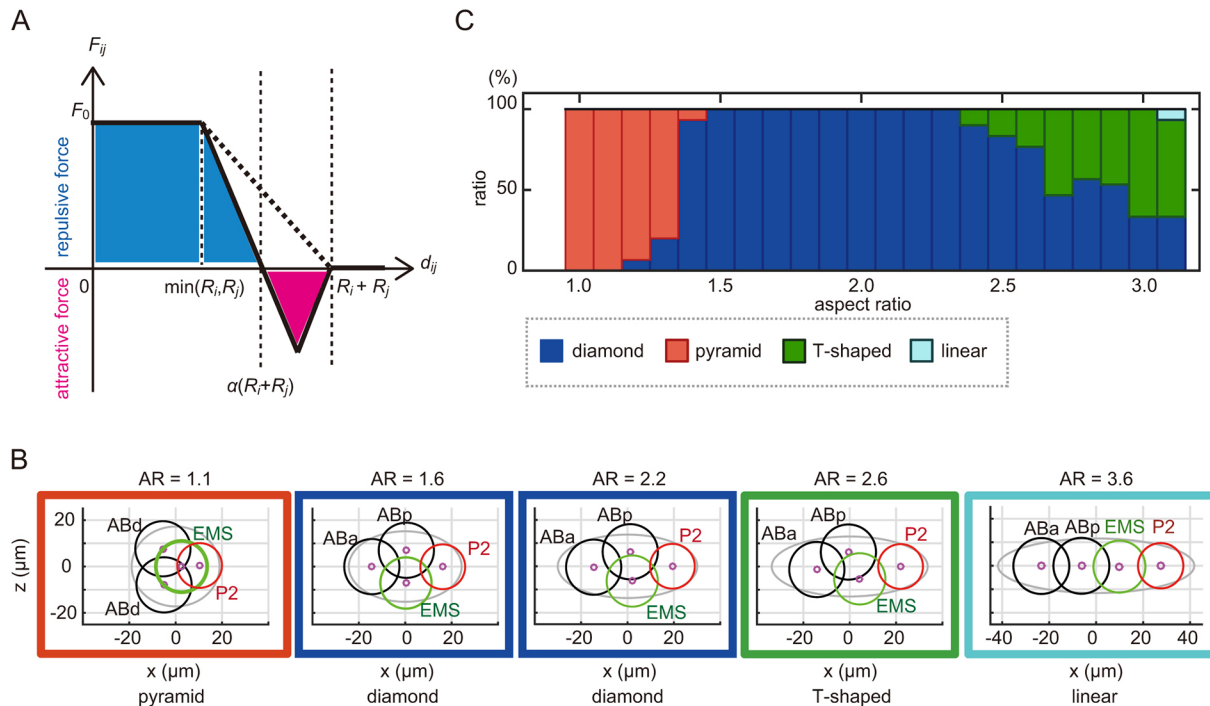 A
F_ij
F_0
repulsive force
attractive force
0
min(R_i,R_j)
R_i + R_j
d_ij
α(R_i+R_j)
C
(%)
100
50
0
ratio
1.0 1.5 2.0 2.5 3.0
aspect ratio
diamond pyramid T-shaped linear
B
AR = 1.1 AR = 1.6 AR = 2.2 AR = 2.6 AR = 3.6
z (μm)
20
0
-20
ABd
EMS
P2
ABd
-20 0 20
x (μm)
pyramid
ABp
ABa
P2
EMS
-20 0 20
x (μm)
diamond
ABp
ABa
P2
EMS
-20 0 20
x (μm)
diamond
ABp
ABa
P2
EMS
-20 0 20
x (μm)
T-shaped
ABa ABp EMS P2
-40 -20 0 20 40
x (μm)
linear